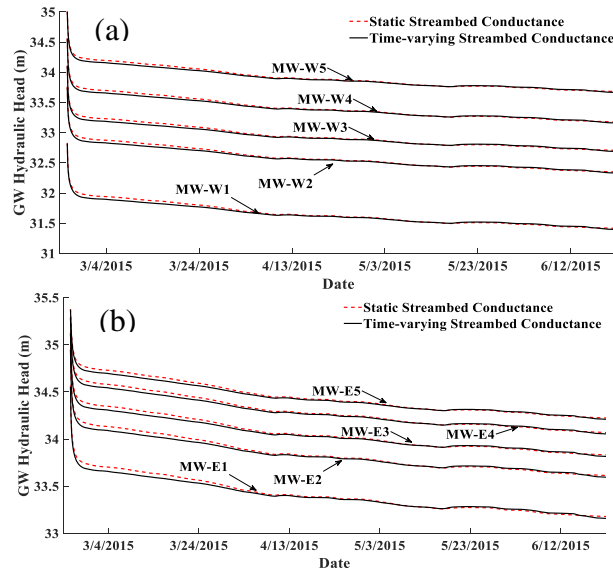 35
(a)
Static Streambed Conductance
Time-varying Streambed Conductance
34.5
34
33.5
33
32.5
32
31.5
31
GW Hydraulic Head (m)
MW-W5
MW-W4
MW-W3
MW-W2
MW-W1
3/4/2015 3/24/2015 4/13/2015 5/3/2015 5/23/2015 6/12/2015
Date
35.5
(b)
Static Streambed Conductance
Time-varying Streambed Conductance
35
34.5
34
33.5
33
GW Hydraulic Head (m)
MW-E5
MW-E3
MW-E4
MW-E1
MW-E2
3/4/2015 3/24/2015 4/13/2015 5/3/2015 5/23/2015 6/12/2015
Date